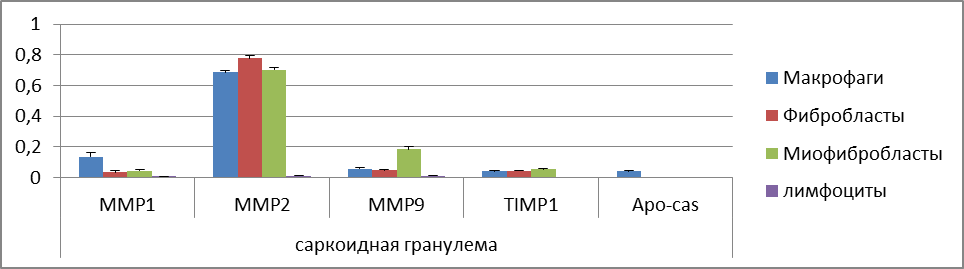 1
0,8
0,6
0,4
0,2
0
MMP1 MMP2 MMP9 TIMP1 Apo-cas
саркоидная гранулема
Макрофаги
Фибробласты
Миофибробласты
лимфоциты